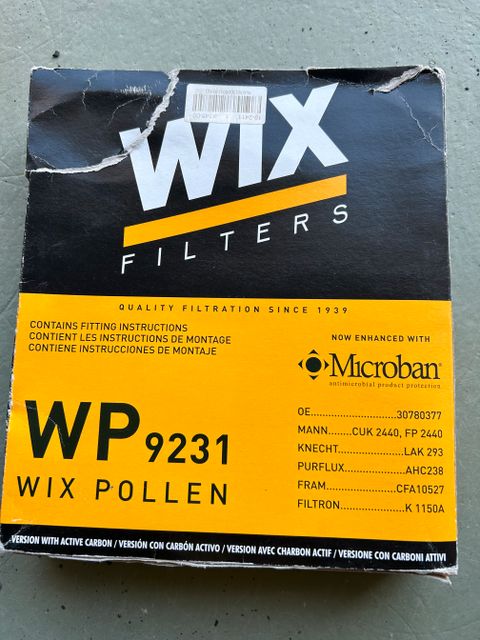 WIX
FILTERS
QUALITY FILTRATION SINCE 1939
CONTAINS FITTING INSTRUCTIONS
CONTIENT LES INSTRUCTIONS DE MONTAGE
CONTIENE INSTRUCCIONES DE MONTAJE
NOW ENHANCED WITH
Microban®
antimicrobial product protection
WP 9231
WIX POLLEN
OE............................30780377
MANN........CUK 2440, FP 2440
KNECHT......................LAK 293
PURFLUX....................AHC238
FRAM.......................CFA10527
FILTRON.....................K 1150A
VERSION WITH ACTIVE CARBON / VERSIÓN CON CARBÓN ACTIVO / VERSION AVEC CHARBON ACTIF / VERSIONE CON CARBONI ATTIVI